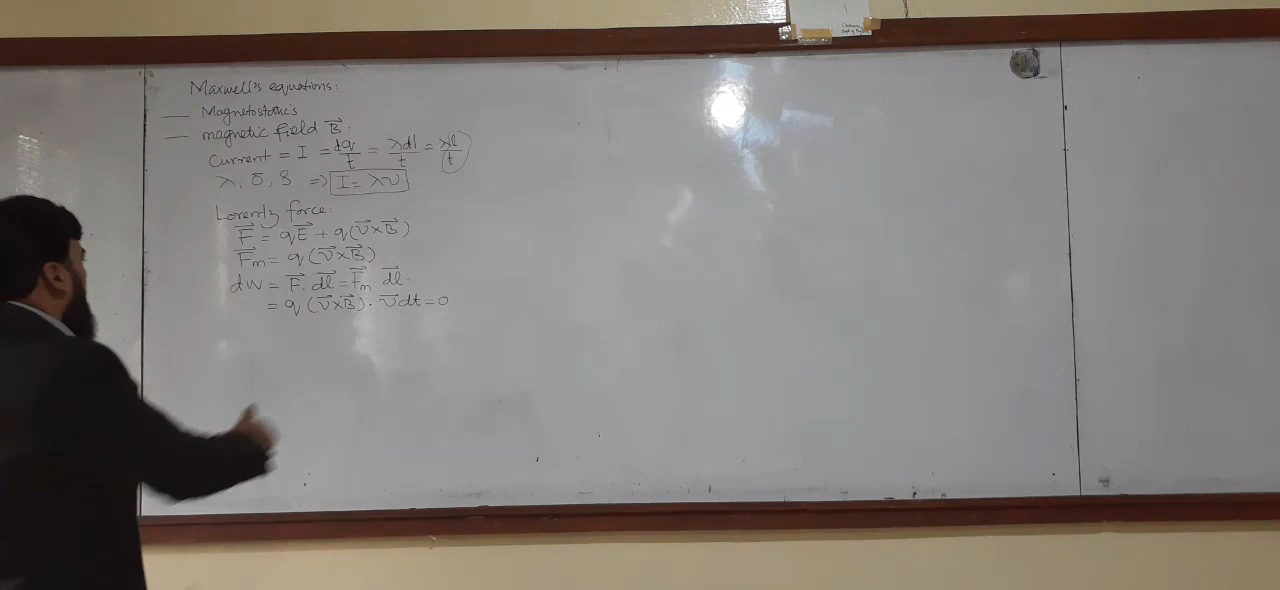 Maxwell's equations:
— Magnetostatics
— magnetic field B⃗:
Current = I = dq/t = λdl/t = λl/t
λ, σ, ρ ⇒ I = λv
Lorentz force:
F⃗ = qE⃗ + q(v⃗×B⃗)
F⃗m = q(v⃗×B⃗)
dW = F⃗. dl⃗ = F⃗m. dl⃗.
= q(v⃗×B⃗). v⃗dt = 0